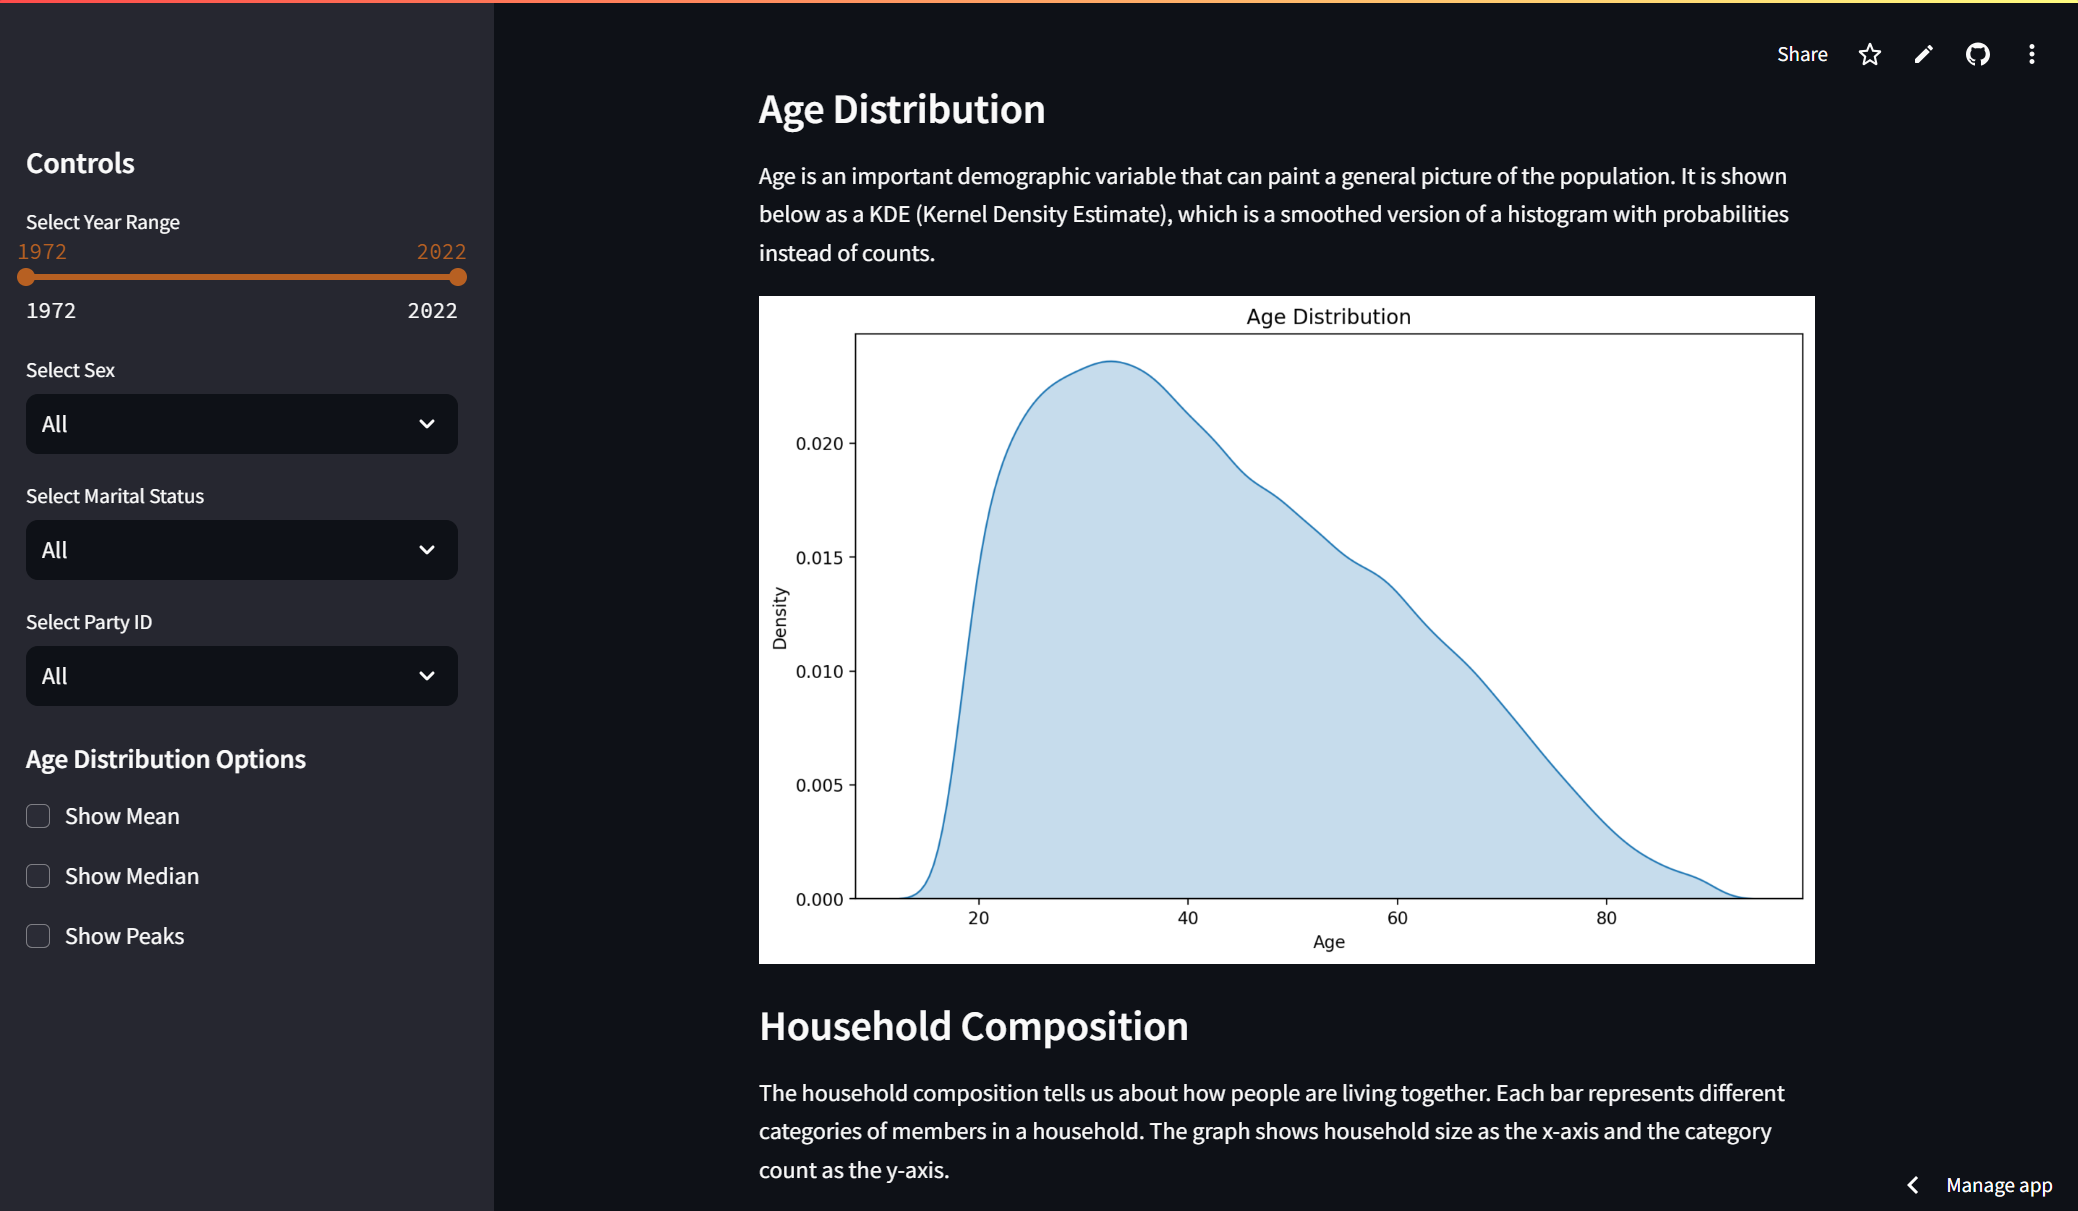 Share
Controls
Select Year Range
1972 2022
1972 2022
Select Sex
All
Select Marital Status
All
Select Party ID
All
Age Distribution Options
Show Mean
Show Median
Show Peaks
Age Distribution
Age is an important demographic variable that can paint a general picture of the population. It is shown
below as a KDE (Kernel Density Estimate), which is a smoothed version of a histogram with probabilities
instead of counts.
Age Distribution
Density
0.020
0.015
0.010
0.005
0.000
20 40 60 80
Age
Household Composition
The household composition tells us about how people are living together. Each bar represents different
categories of members in a household. The graph shows household size as the x-axis and the category
count as the y-axis.
Manage app